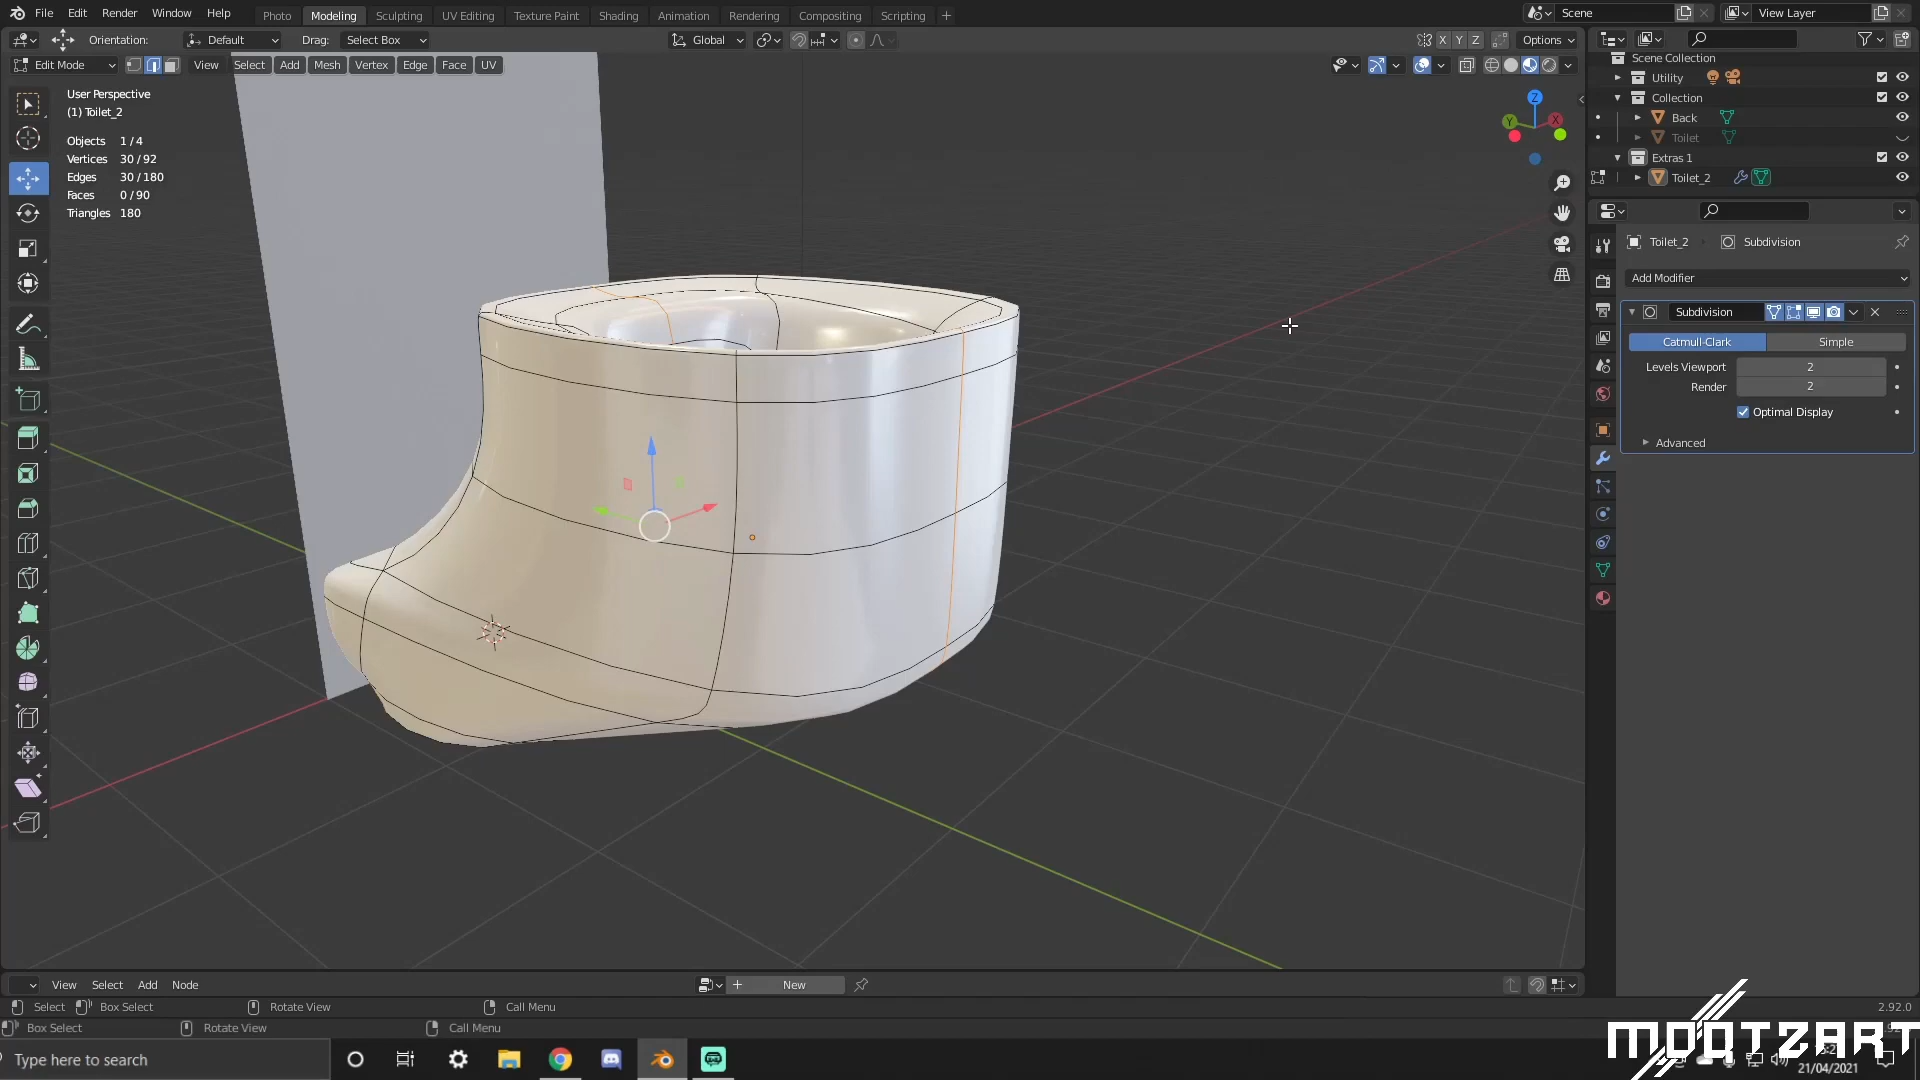 File Edit Render Window Help Photo Modeling Sculpting UV Editing Texture Paint Shading Animation Rendering Compositing Scripting + Scene View Layer
Orientation: Default Drag: Select Box Global X Y Z Options
Edit Mode View Select Add Mesh Vertex Edge Face UV
User Perspective
(1) Toilet_2
Objects 1 / 4
Vertices 30 / 92
Edges 30 / 180
Faces 0 / 90
Triangles 180
Z
Y
X
Scene Collection
Utility
Collection
Back
Toilet
Extras 1
Toilet_2
Toilet_2 Subdivision
Add Modifier
Subdivision
Catmull-Clark Simple
Levels Viewport 2
Render 2
Optimal Display
Advanced
View Select Add Node New
Select Box Select Rotate View Call Menu 2.92.0
Box Select Rotate View Call Menu
MOOTZART
Type here to search
21/04/2021